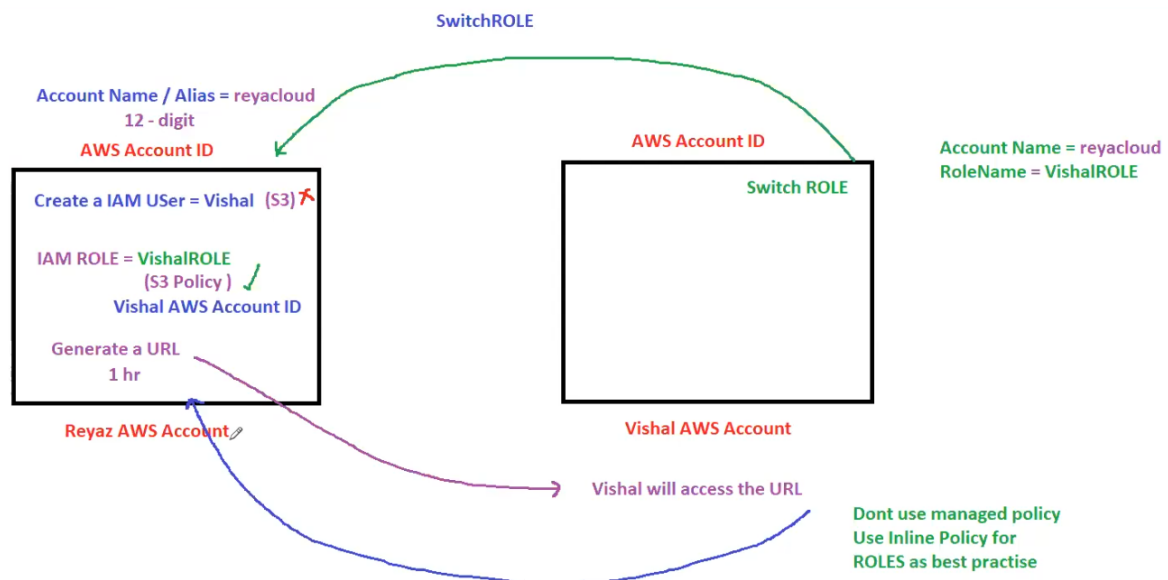 SwitchROLE
Account Name / Alias = reyacloud
12 - digit
AWS Account ID
Create a IAM USer = Vishal (S3)
IAM ROLE = VishalROLE
(S3 Policy )
Vishal AWS Account ID
Generate a URL
1 hr
Reyaz AWS Account
AWS Account ID
Switch ROLE
Vishal AWS Account
Account Name = reyacloud
RoleName = VishalROLE
Vishal will access the URL
Dont use managed policy
Use Inline Policy for
ROLES as best practise